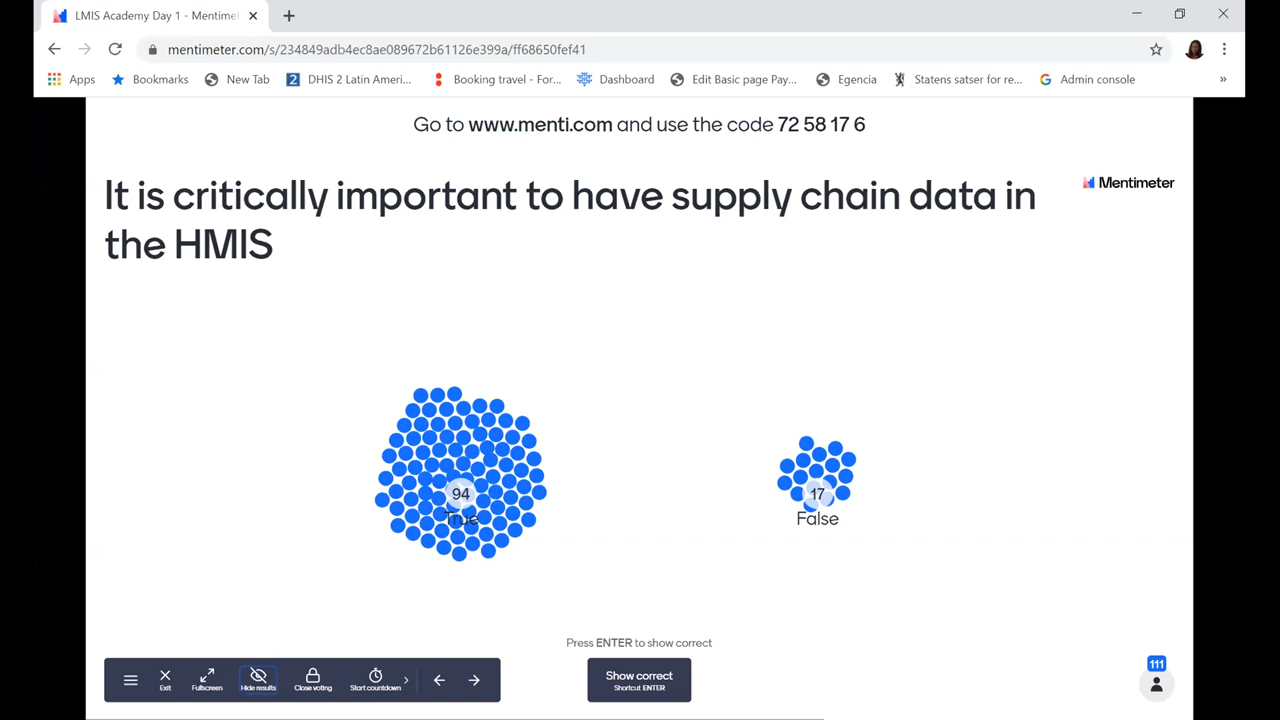 LMIS Academy Day 1 - Mentimet
mentimeter.com/s/234849adb4ec8ae089672b61126e399a/ff68650fef41
Apps Bookmarks New Tab 2 DHIS 2 Latin Ameri... Booking travel - For... Dashboard Edit Basic page Pay... Egencia Statens satser for re... Admin console »
Go to www.menti.com and use the code 72 58 17 6
It is critically important to have supply chain data in
the HMIS
Mentimeter
94
True
17
False
Press ENTER to show correct
Exit Fullscreen Hide results Close voting Start countdown
Show correct
Shortcut ENTER
111